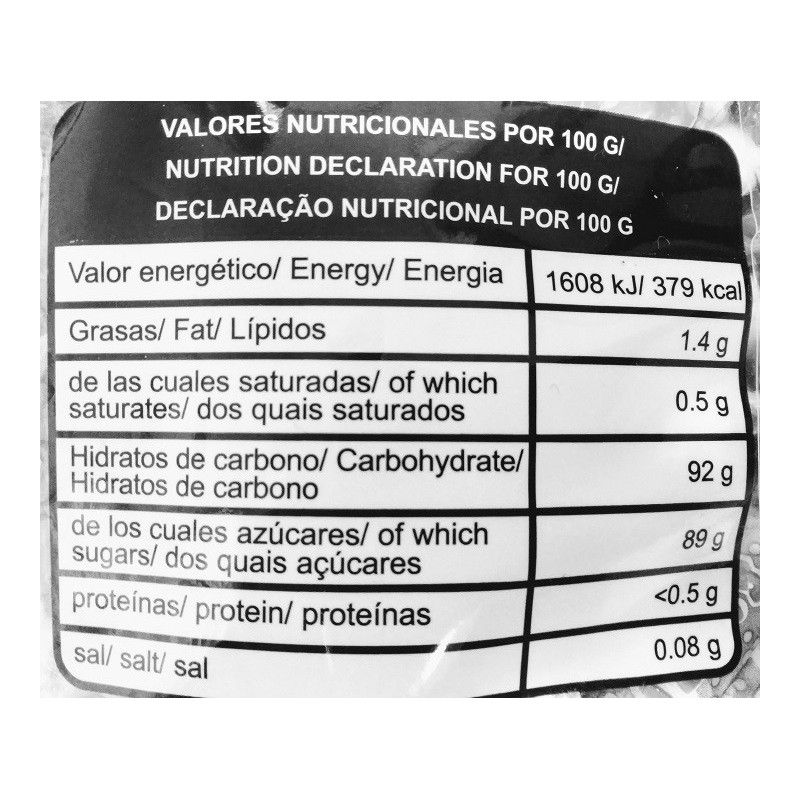 VALORES NUTRICIONALES POR 100 G/
NUTRITION DECLARATION FOR 100 G/
DECLARAÇÃO NUTRICIONAL POR 100 G
Valor energético/ Energy/ Energia 1608 kJ/ 379 kcal
Grasas/ Fat/ Lípidos 1.4 g
de las cuales saturadas/ of which
saturates/ dos quais saturados 0.5 g
Hidratos de carbono/ Carbohydrate/
Hidratos de carbono 92 g
de los cuales azúcares/ of which
sugars/ dos quais açúcares 89 g
proteínas/ protein/ proteínas <0.5 g
sal/ salt/ sal 0.08 g